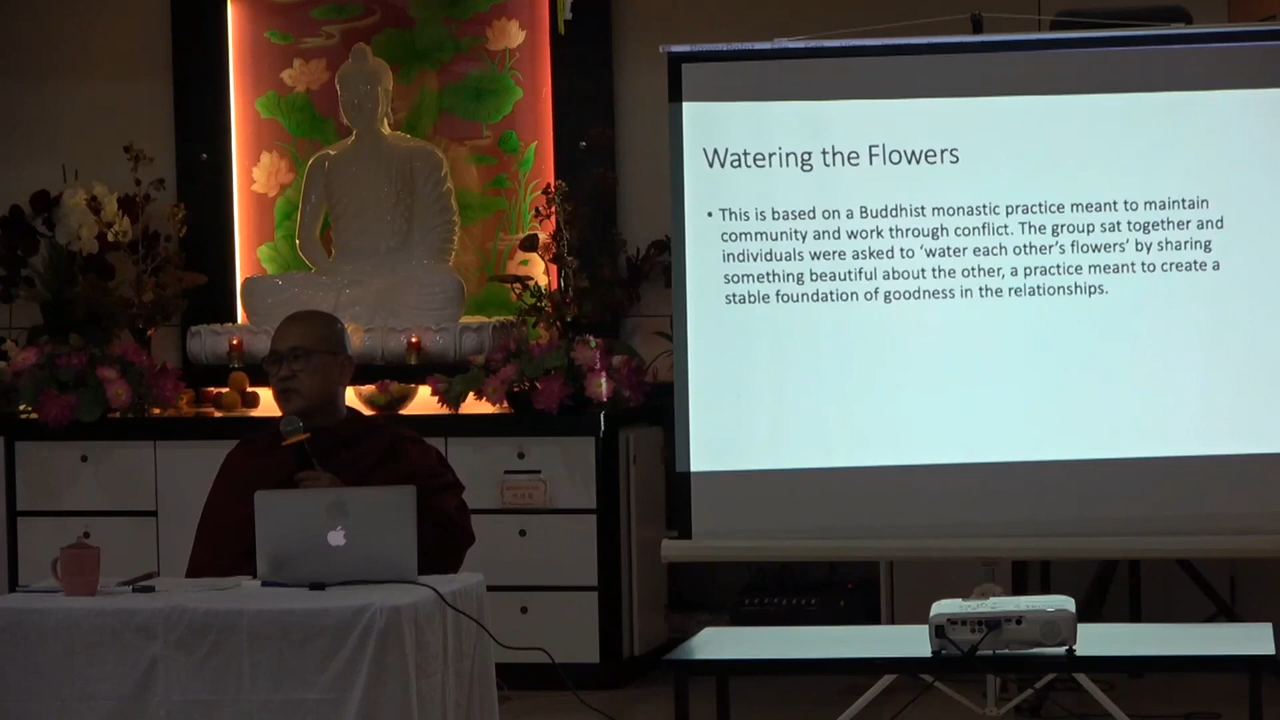 Watering the Flowers
• This is based on a Buddhist monastic practice meant to maintain
community and work through conflict. The group sat together and
individuals were asked to ‘water each other’s flowers’ by sharing
something beautiful about the other, a practice meant to create a
stable foundation of goodness in the relationships.